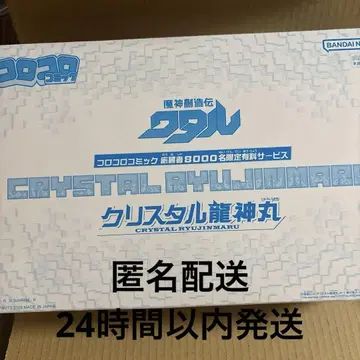 コロコロコミック
BANDAI N
魔神創造伝
ワタル
コロコロコミック 応募者8000名限定有料サービス
CRYSTAL RYUJINMARU
クリスタル龍神丸
CRYSTAL RYUJINMARU
匿名配送
24時間以内発送